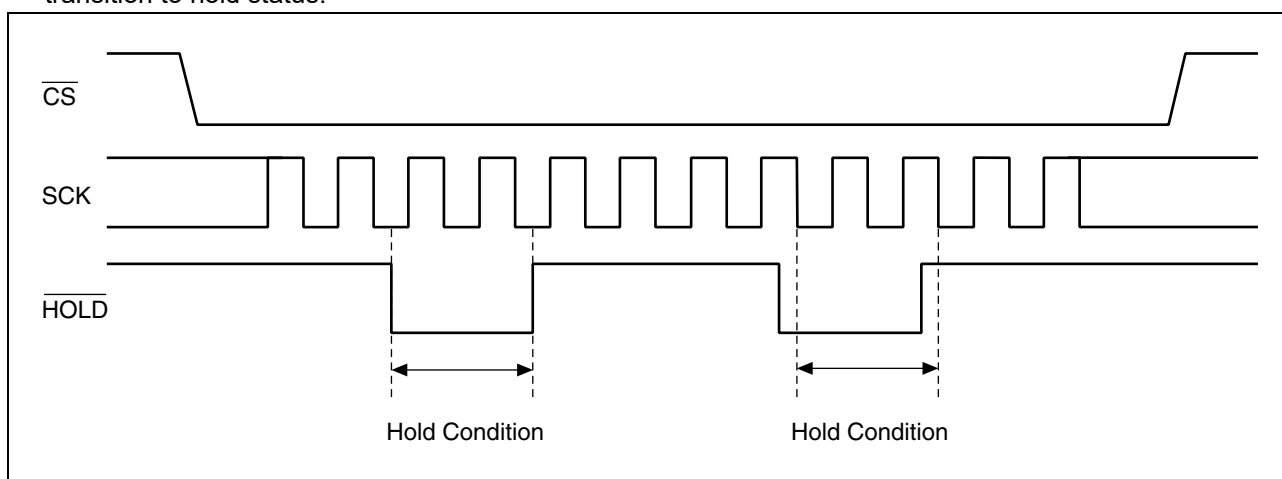 transition to hold status.
CS
SCK
HOLD
Hold Condition Hold Condition